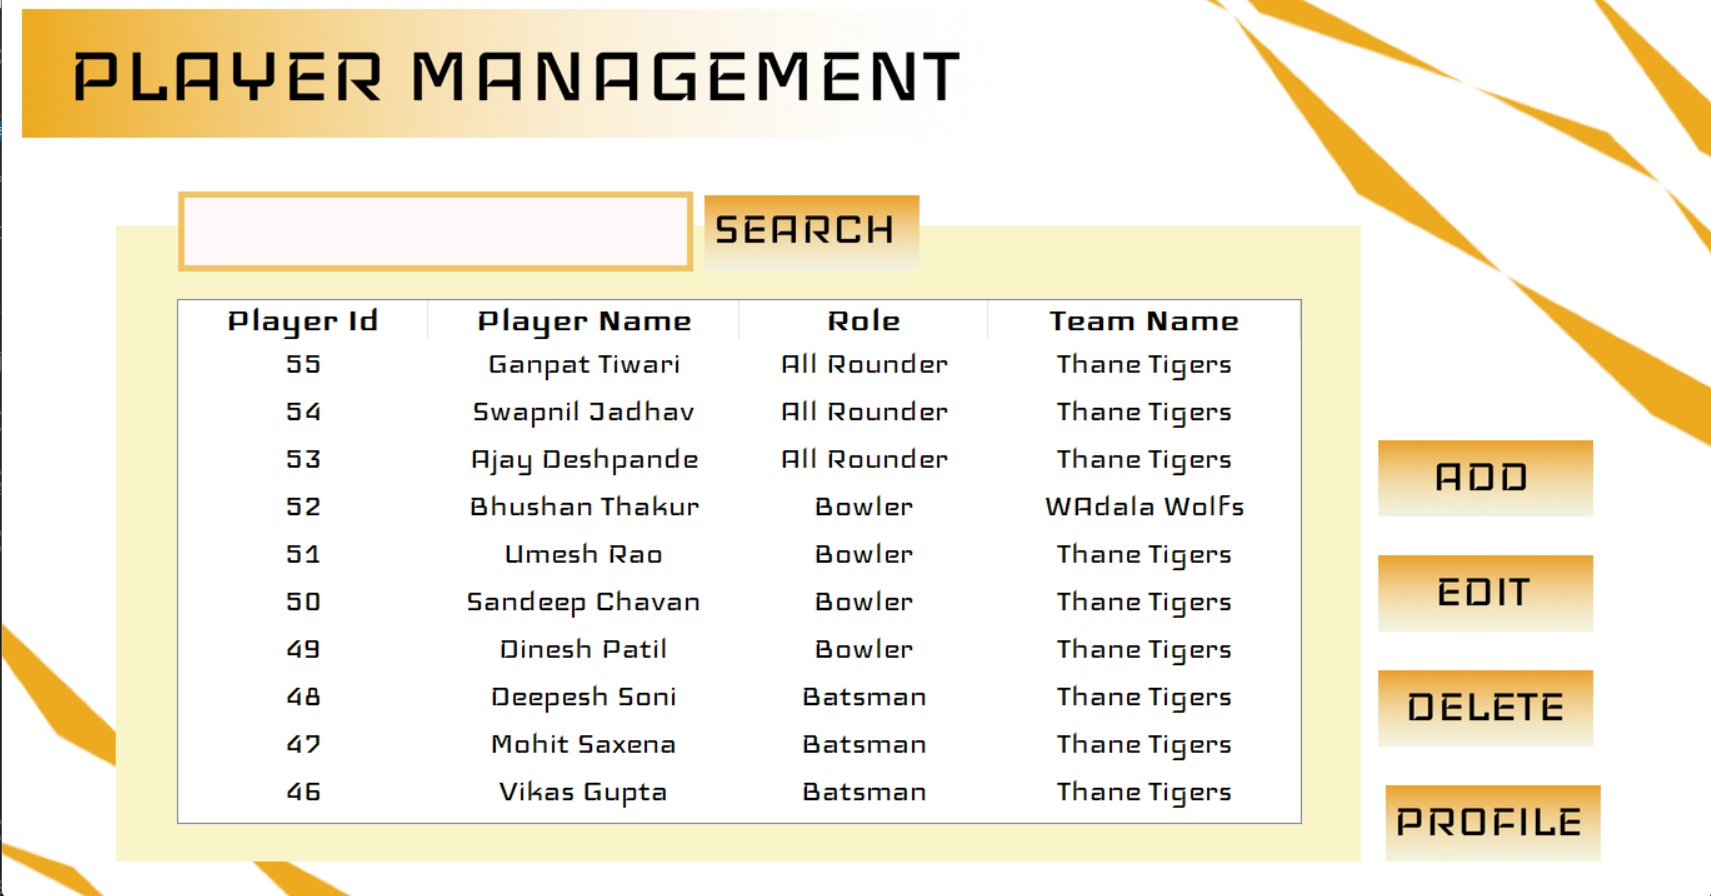 PLAYER MANAGEMENT
SEARCH
Player Id Player Name Role Team Name
55 Ganpat Tiwari All Rounder Thane Tigers
54 Swapnil Jadhav All Rounder Thane Tigers
53 Ajay Deshpande All Rounder Thane Tigers
52 Bhushan Thakur Bowler WAdala Wolfs
51 Umesh Rao Bowler Thane Tigers
50 Sandeep Chavan Bowler Thane Tigers
49 Dinesh Patil Bowler Thane Tigers
48 Deepesh Soni Batsman Thane Tigers
47 Mohit Saxena Batsman Thane Tigers
46 Vikas Gupta Batsman Thane Tigers
ADD
EDIT
DELETE
PROFILE